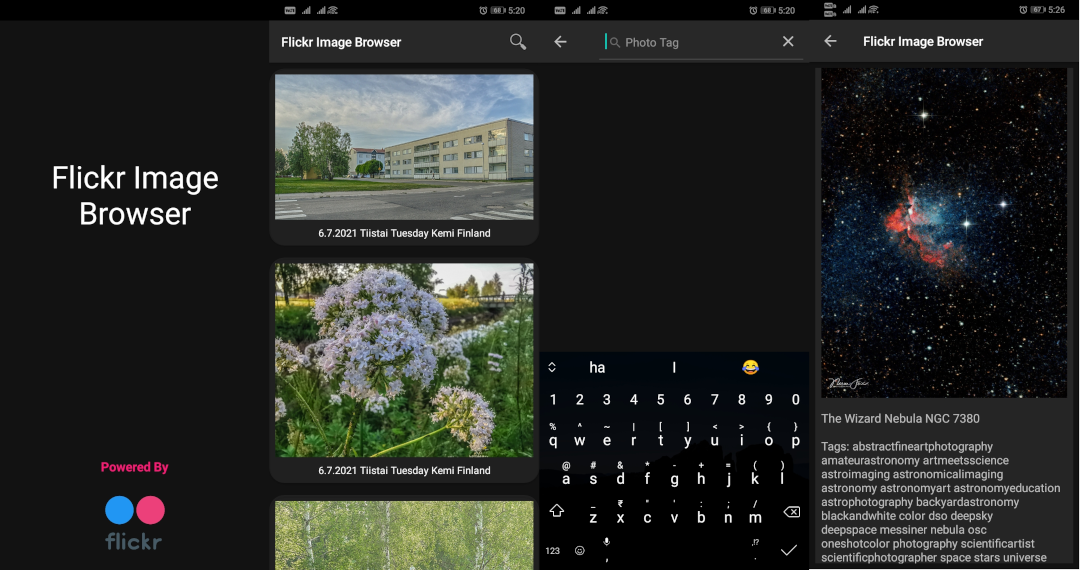 Flickr Image
Browser
Powered By
flickr
5:20
Flickr Image Browser
6.7.2021 Tiistai Tuesday Kemi Finland
6.7.2021 Tiistai Tuesday Kemi Finland
68 5:20
Photo Tag
ha I 😂
1 2 3 4 5 6 7 8 9 0
% ^ ~ | [ ] < > { }
q w e r t y u i o p
@ # & * - + = ( )
a s d f g h j k l
_ ₹ " ' : ; /
z x c v b n m
123 , .!?
67 5:26
Flickr Image Browser
The Wizard Nebula NGC 7380
Tags: abstractfineartphotography
amateurastronomy artmeetsscience
astroimaging astronomicalimaging
astronomy astronomyart astronomyeducation
astrophotography backyardastronomy
blackandwhite color dso deepsky
deepspace messiner nebula osc
oneshotcolor photography scientificartist
scientificphotographer space stars universe